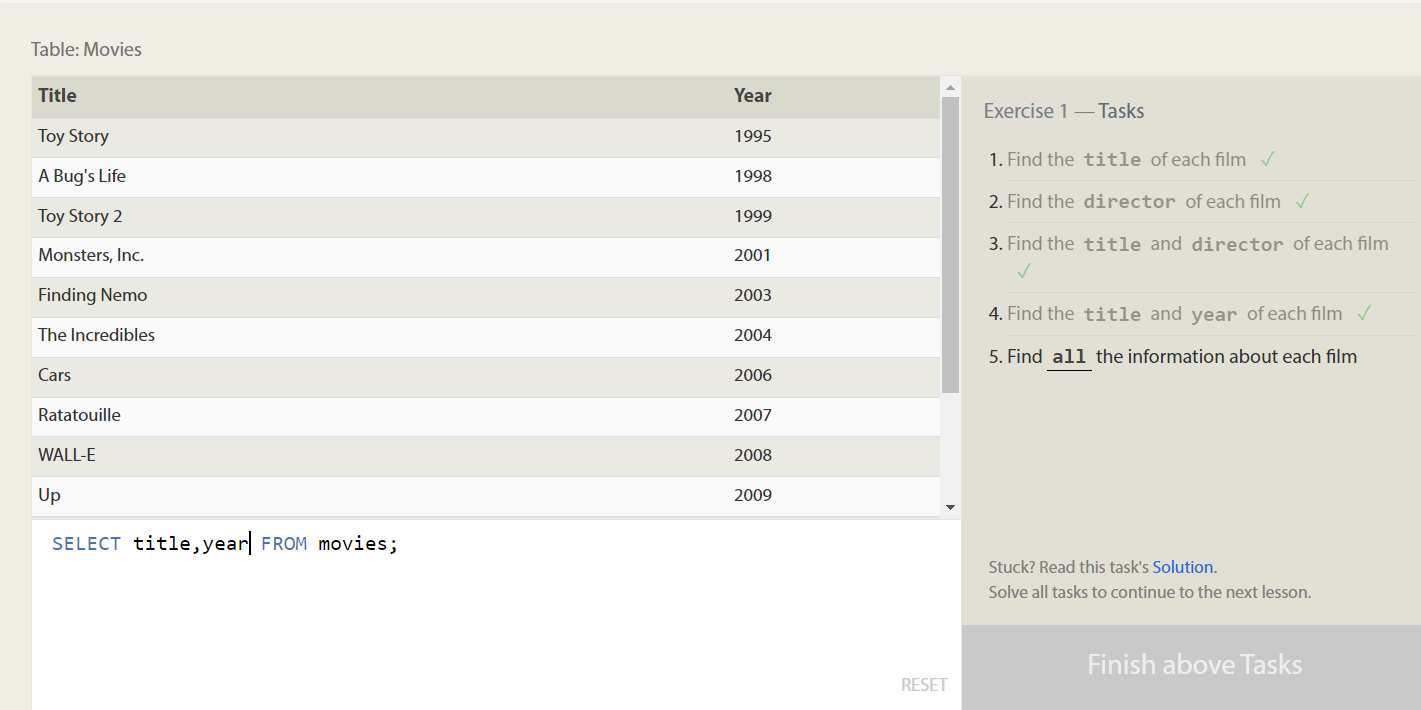 Table: Movies
Title Year
Toy Story 1995
A Bug's Life 1998
Toy Story 2 1999
Monsters, Inc. 2001
Finding Nemo 2003
The Incredibles 2004
Cars 2006
Ratatouille 2007
WALL-E 2008
Up 2009
SELECT title,year FROM movies;
RESET
Exercise 1 — Tasks
1. Find the title of each film ✓
2. Find the director of each film ✓
3. Find the title and director of each film
✓
4. Find the title and year of each film ✓
5. Find all the information about each film
Stuck? Read this task's Solution.
Solve all tasks to continue to the next lesson.
Finish above Tasks